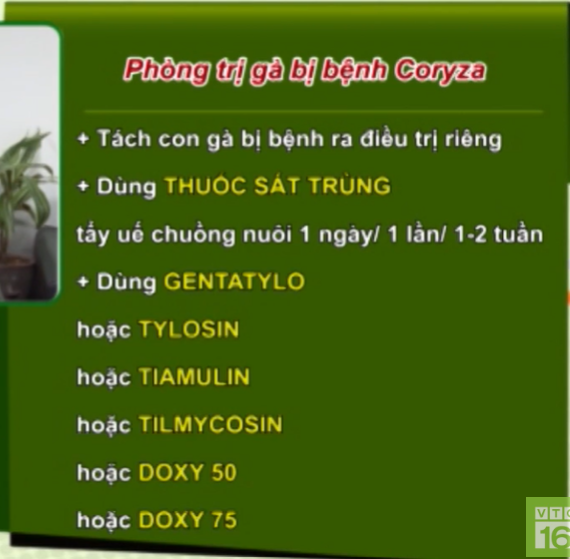 Phòng trị gà bị bệnh Coryza
+ Tách con gà bị bệnh ra điều trị riêng
+ Dùng THUỐC SÁT TRÙNG
tẩy uế chuồng nuôi 1 ngày/ 1 lần/ 1-2 tuần
+ Dùng GENTATYLO
hoặc TYLOSIN
hoặc TIAMULIN
hoặc TILMYCOSIN
hoặc DOXY 50
hoặc DOXY 75
VTC
16